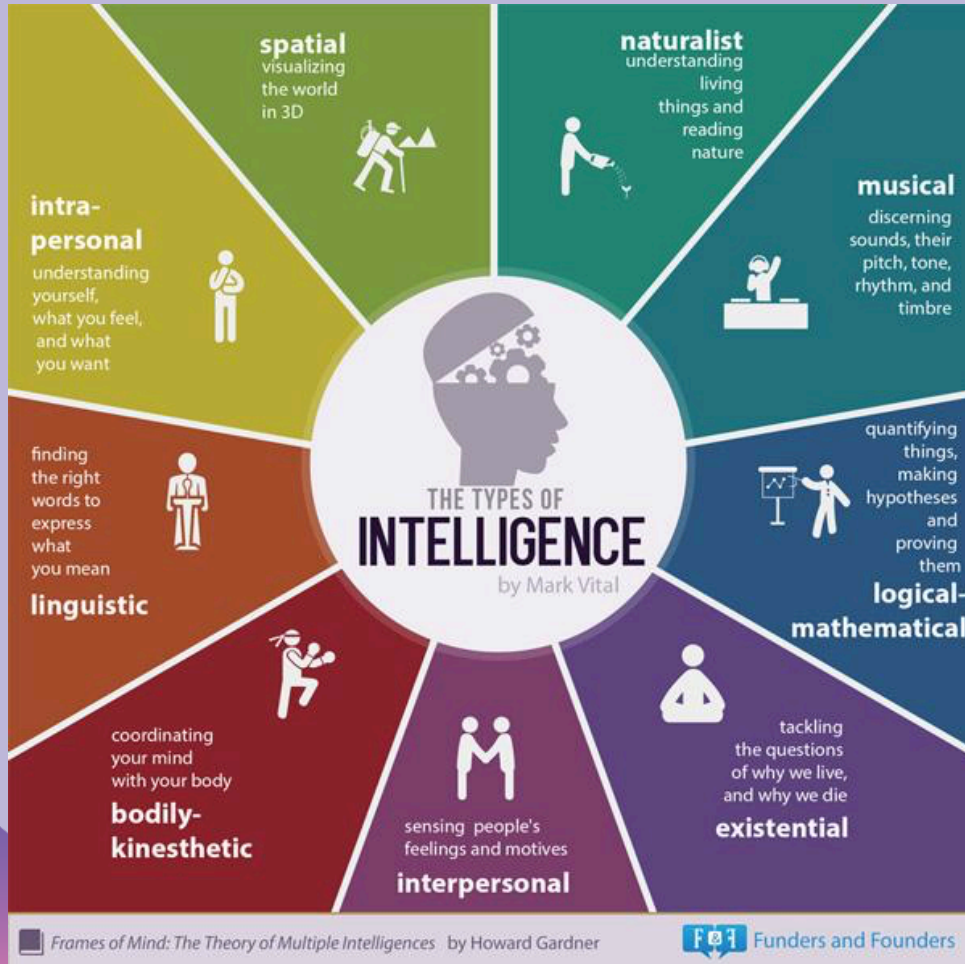 spatial
visualizing
the world
in 3D
naturalist
understanding
living
things and
reading
nature
musical
discerning
sounds, their
pitch, tone,
rhythm, and
timbre
quantifying
things,
making
hypotheses
and
proving
them
logical-
mathematical
tackling
the questions
of why we live,
and why we die
existential
sensing people's
feelings and motives
interpersonal
coordinating
your mind
with your body
bodily-
kinesthetic
finding
the right
words to
express
what
you mean
linguistic
intra-
personal
understanding
yourself,
what you feel,
and what
you want
THE TYPES OF
INTELLIGENCE
by Mark Vital
Frames of Mind: The Theory of Multiple Intelligences by Howard Gardner
F&F Funders and Founders